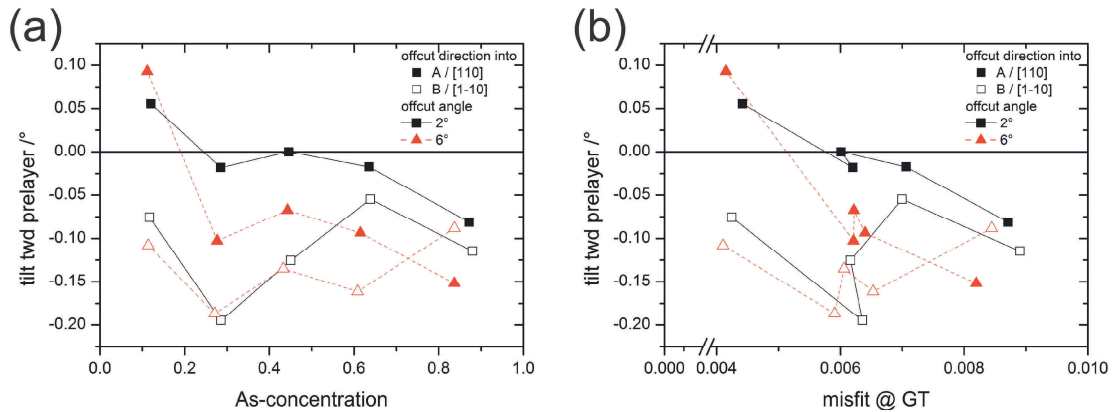 (a)
tilt twd prelayer /°
0.10
0.05
0.00
-0.05
-0.10
-0.15
-0.20
0.0
0.2
0.4
0.6
0.8
1.0
As-concentration
offcut direction into
A / [110]
B / [1-10]
offcut angle
2°
6°
(b)
tilt twd prelayer /°
0.10
0.05
0.00
-0.05
-0.10
-0.15
-0.20
0.000
0.004
0.006
0.008
0.010
misfit @ GT
offcut direction into
A / [110]
B / [1-10]
offcut angle
2°
6°